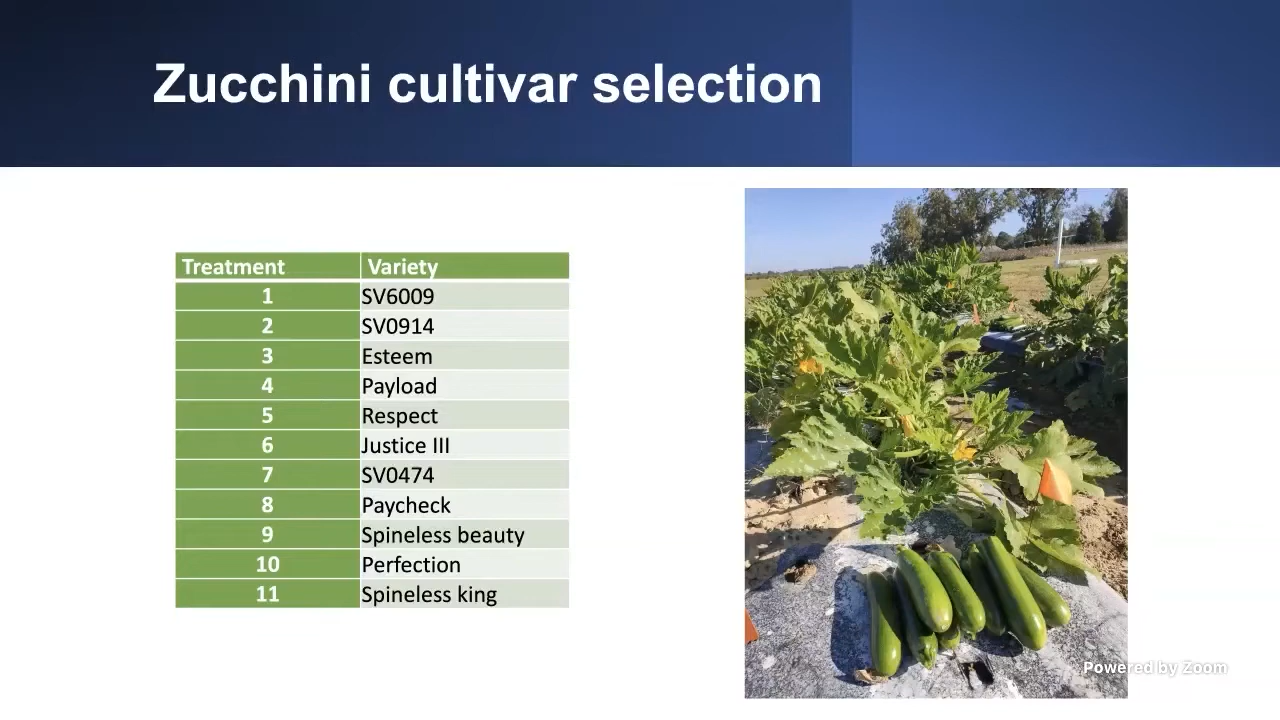 Zucchini cultivar selection
Treatment Variety
1 SV6009
2 SV0914
3 Esteem
4 Payload
5 Respect
6 Justice III
7 SV0474
8 Paycheck
9 Spineless beauty
10 Perfection
11 Spineless king
Powered by Zoom